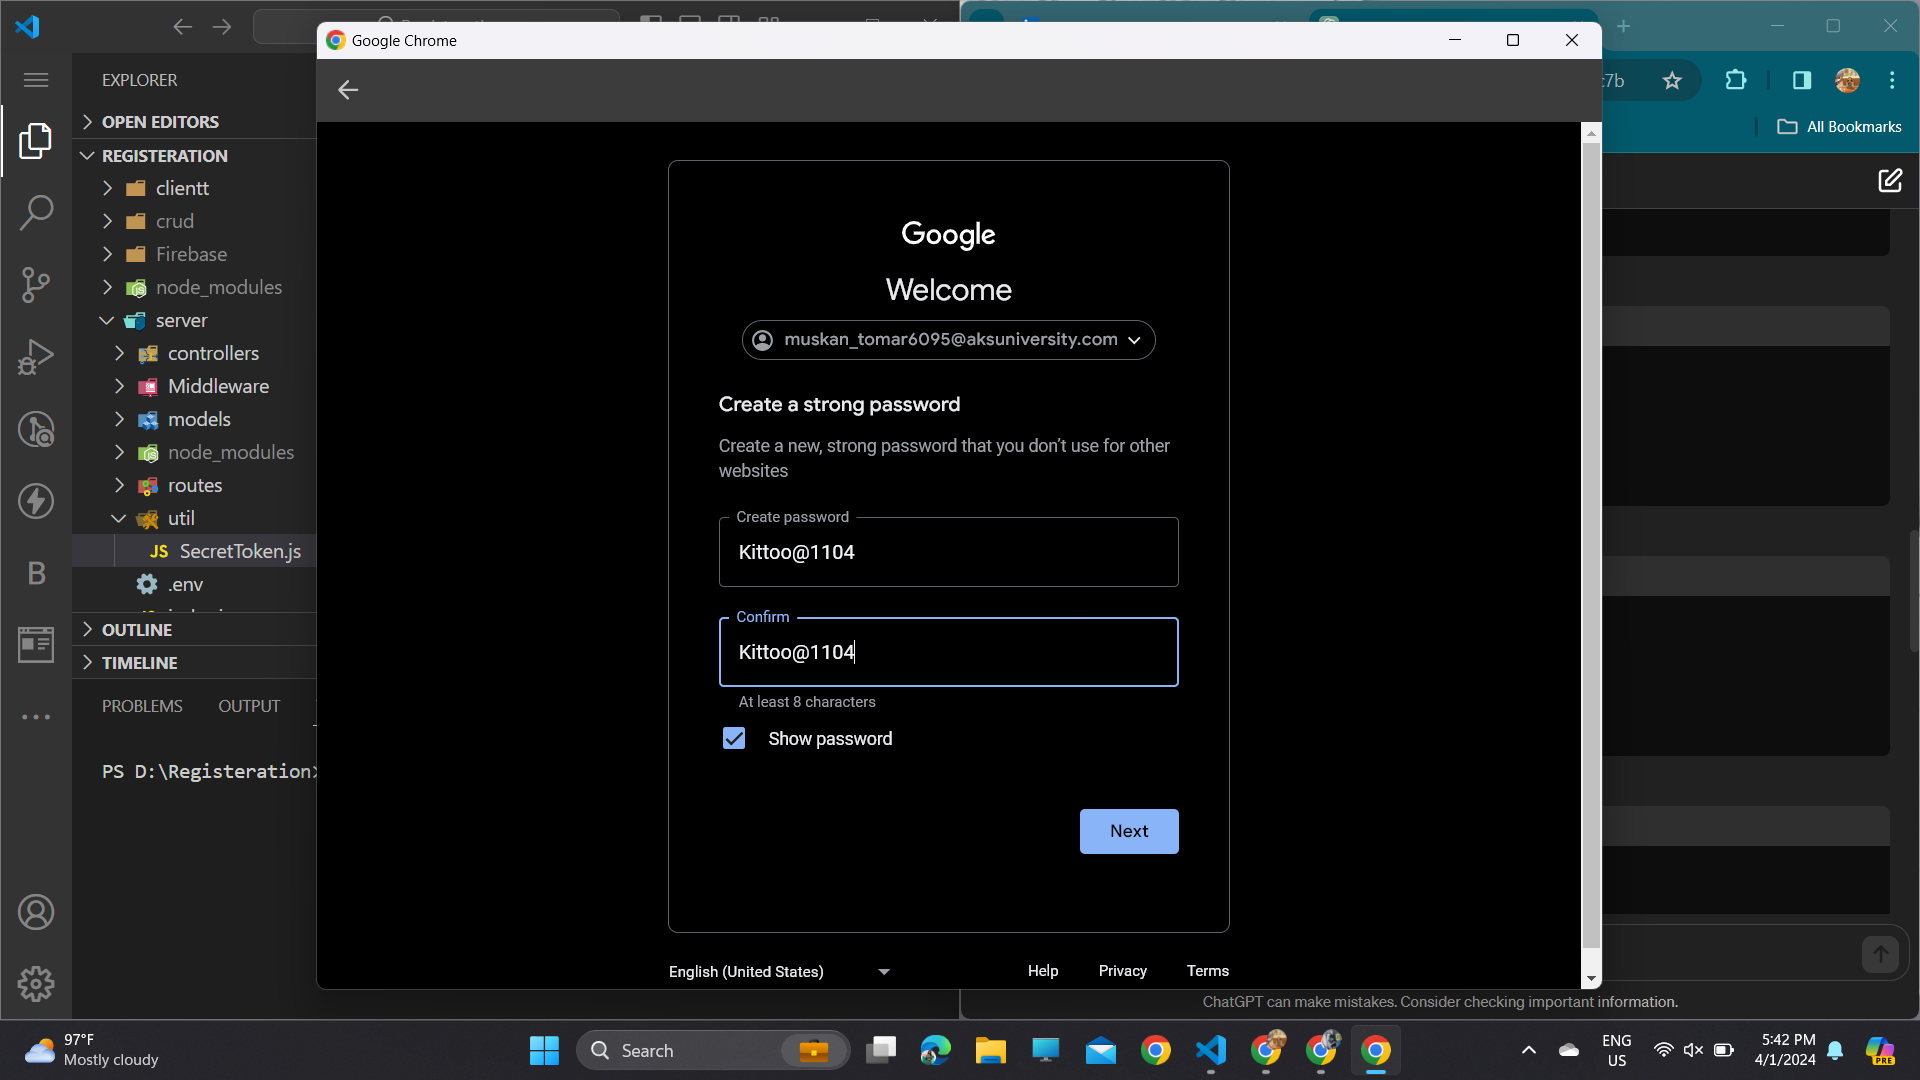 Google Chrome
EXPLORER
OPEN EDITORS
REGISTERATION
clientt
crud
Firebase
node_modules
server
controllers
Middleware
models
node_modules
routes
util
JS SecretToken.js
.env
OUTLINE
TIMELINE
PROBLEMS OUTPUT
PS D:\Registeration>
B
Google
Welcome
muskan_tomar6095@aksuniversity.com
Create a strong password
Create a new, strong password that you don't use for other
websites
Create password
Kittoo@1104
Confirm
Kittoo@1104
At least 8 characters
Show password
Next
English (United States)
Help Privacy Terms
:7b
All Bookmarks
ChatGPT can make mistakes. Consider checking important information.
97°F
Mostly cloudy
Search
ENG
US
5:42 PM
4/1/2024
PRE